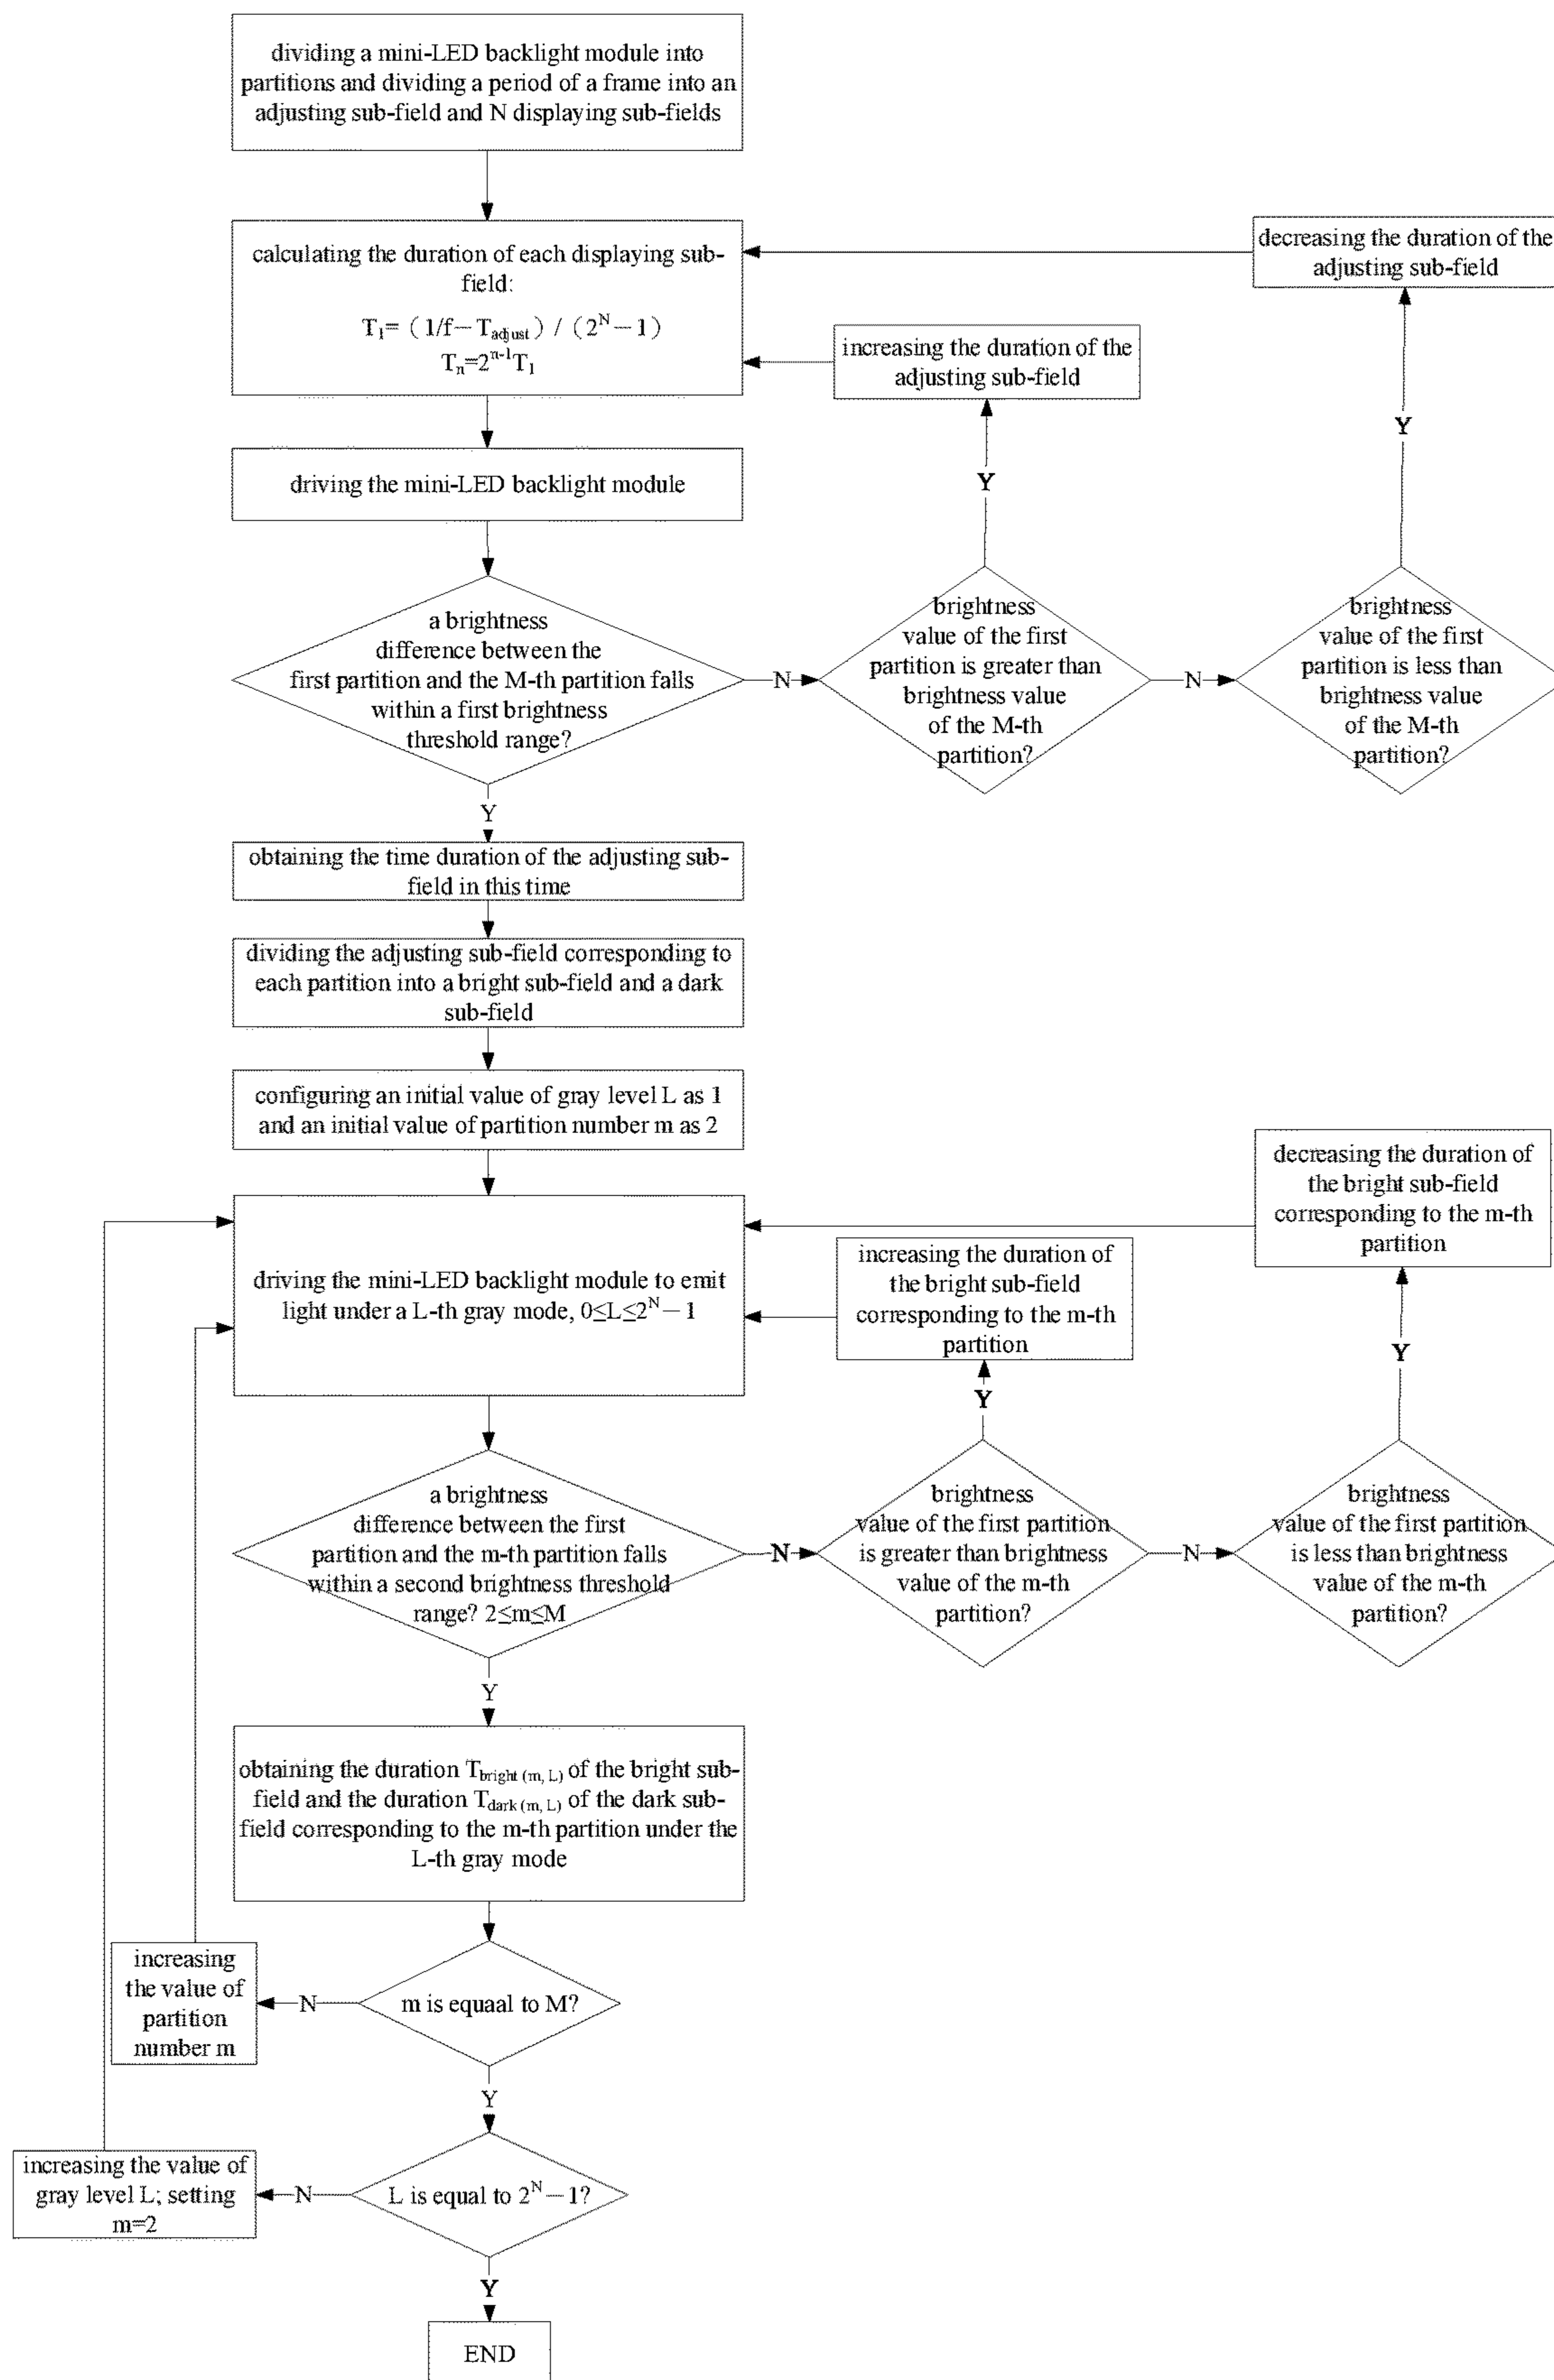 dividing a mini-LED backlight module into
partitions and dividing a period of a frame into an
adjusting sub-field and N displaying sub-fields
calculating the duration of each displaying sub-
field:
T₁= (1/f－T_adjust) / (2^N－1)
Tₙ=2^(n-1)T₁
decreasing the duration of the
adjusting sub-field
increasing the duration of the
adjusting sub-field
Y
Y
driving the mini-LED backlight module
a brightness
difference between the
first partition and the M-th partition falls
within a first brightness
threshold range?
N
brightness
value of the first
partition is greater than
brightness value
of the M-th
partition?
N
brightness
value of the first
partition is less than
brightness value
of the M-th
partition?
Y
obtaining the time duration of the adjusting sub-
field in this time
dividing the adjusting sub-field corresponding to
each partition into a bright sub-field and a dark
sub-field
configuring an initial value of gray level L as 1
and an initial value of partition number m as 2
decreasing the duration of
the bright sub-field
corresponding to the m-th
partition
increasing the duration of
the bright sub-field
corresponding to the m-th
partition
driving the mini-LED backlight module to emit
light under a L-th gray mode, 0≤L≤2^N－1
Y
Y
a brightness
difference between the first
partition and the m-th partition falls
within a second brightness threshold
range? 2≤m≤M
N
brightness
value of the first partition
is greater than brightness
value of the m-th
partition?
N
brightness
value of the first partition
is less than brightness
value of the m-th
partition?
Y
obtaining the duration T_bright (m, L) of the bright sub-
field and the duration T_dark (m, L) of the dark sub-
field corresponding to the m-th partition under the
L-th gray mode
increasing
the value of
partition
number m
N
m is equaal to M?
Y
increasing the value of
gray level L; setting
m=2
N
L is equal to 2^N－1?
Y
END